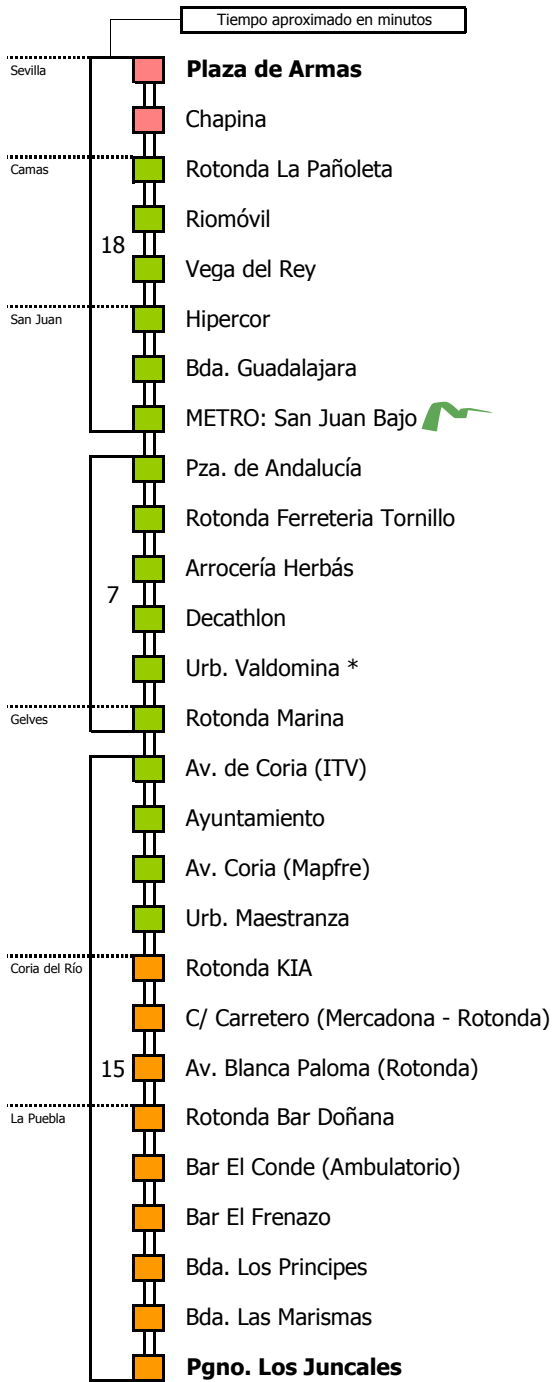 Tiempo aproximado en minutos
Sevilla
Plaza de Armas
Chapina
Camas
Rotonda La Pañoleta
Riomóvil
18
Vega del Rey
San Juan
Hipercor
Bda. Guadalajara
METRO: San Juan Bajo
Pza. de Andalucía
Rotonda Ferreteria Tornillo
Arrocería Herbás
7
Decathlon
Urb. Valdomina *
Gelves
Rotonda Marina
Av. de Coria (ITV)
Ayuntamiento
Av. Coria (Mapfre)
Urb. Maestranza
Coria del Río
Rotonda KIA
C/ Carretero (Mercadona - Rotonda)
15
Av. Blanca Paloma (Rotonda)
La Puebla
Rotonda Bar Doñana
Bar El Conde (Ambulatorio)
Bar El Frenazo
Bda. Los Principes
Bda. Las Marismas
Pgno. Los Juncales